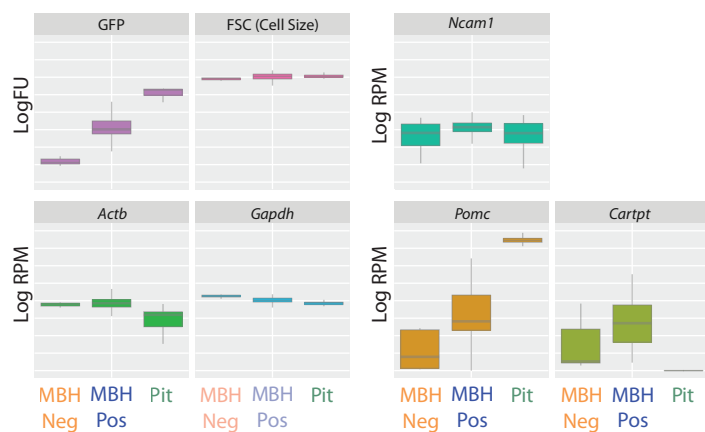 GFP
FSC (Cell Size)
Ncam1
LogFU
Log RPM
Actb
Gapdh
Pomc
Cartpt
Log RPM
Log RPM
MBH MBH Pit MBH MBH Pit MBH MBH Pit MBH MBH Pit
Neg Pos Neg Pos Neg Pos Neg Pos